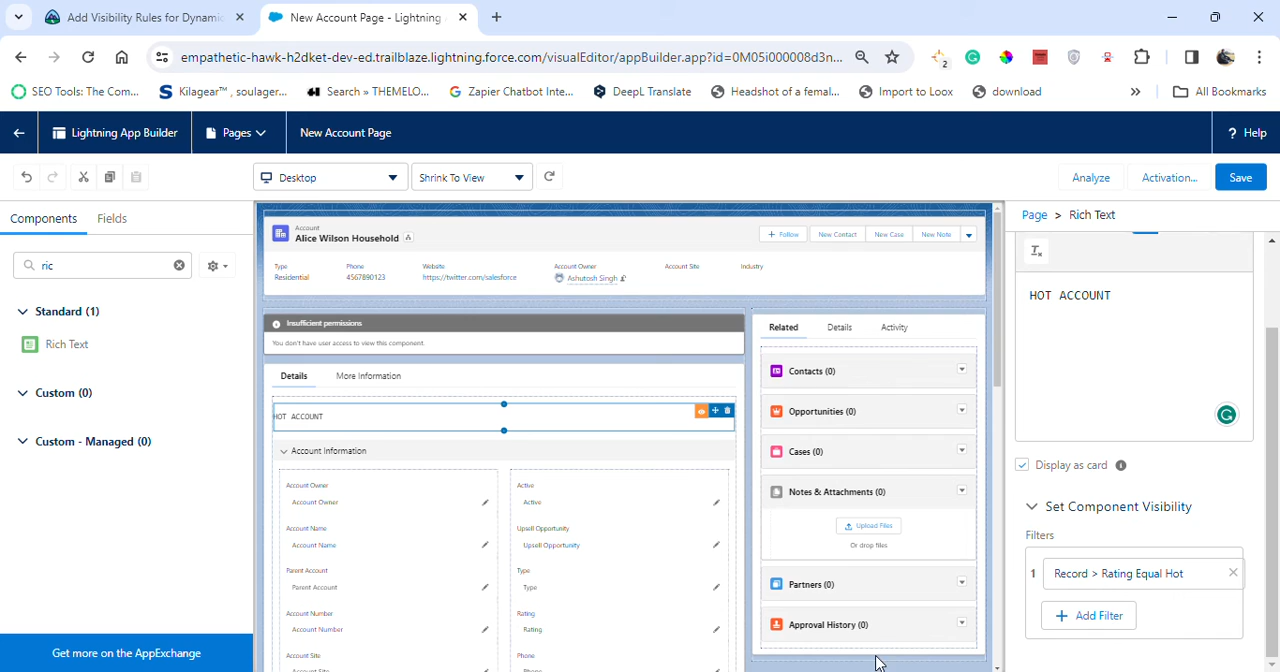 Add Visibility Rules for Dynami
New Account Page - Lightning
empathetic-hawk-h2dket-dev-ed.trailblaze.lightning.force.com/visualEditor/appBuilder.app?id=0M05i000008d3n...
2
SEO Tools: The Com...
Kilagear™ , soulager...
Search » THEMELO...
Zapier Chatbot Inte...
DeepL Translate
Headshot of a femal...
Import to Loox
download
»
All Bookmarks
Lightning App Builder
Pages
New Account Page
? Help
Desktop
Shrink To View
Analyze
Activation...
Save
Components
Fields
ric
Standard (1)
Rich Text
Custom (0)
Custom - Managed (0)
Get more on the AppExchange
Account
Alice Wilson Household
+ Follow
New Contact
New Case
New Note
Type
Residential
Phone
4567890123
Website
https://twitter.com/salesforce
Account Owner
Ashutosh Singh
Account Site
Industry
Insufficient permissions
You don't have user access to view this component.
Details
More Information
HOT ACCOUNT
Account Information
Account Owner
Account Owner
Active
Active
Account Name
Account Name
Upsell Opportunity
Upsell Opportunity
Parent Account
Parent Account
Type
Type
Account Number
Account Number
Rating
Rating
Account Site
Account Site
Phone
Phone
Related
Details
Activity
Contacts (0)
Opportunities (0)
Cases (0)
Notes & Attachments (0)
Upload Files
Or drop files
Partners (0)
Approval History (0)
Page > Rich Text
HOT ACCOUNT
Display as card
Set Component Visibility
Filters
1
Record > Rating Equal Hot
+ Add Filter